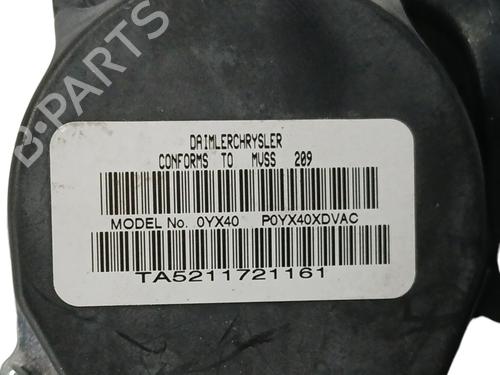 B-PARTS
DAIMLERCHRYSLER
CONFORMS TO MVSS 209
MODEL No. 0YX40 P0YX40XDVAC
TA5211721161